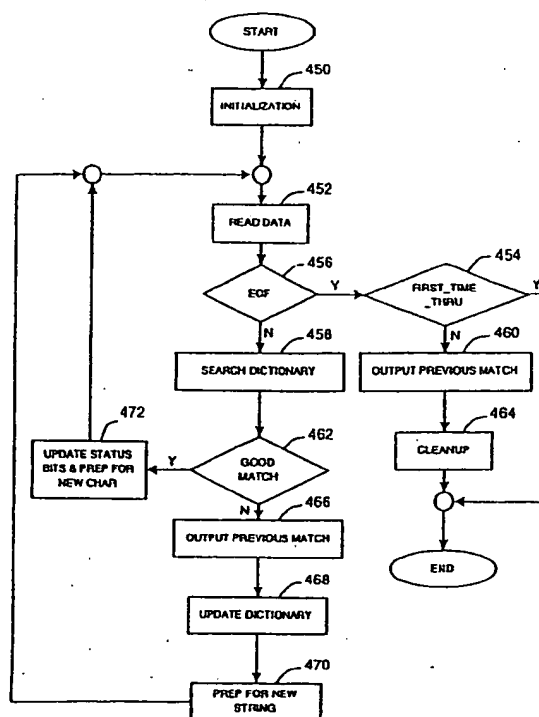 START
450
INITIALIZATION
452
READ DATA
456
454
EOF
Y
FIRST_TIME
_THRU
Y
N
N
458
460
SEARCH DICTIONARY
OUTPUT PREVIOUS MATCH
472
462
464
UPDATE STATUS
BITS & PREP FOR
NEW CHAR
Y
GOOD
MATCH
CLEANUP
N
466
OUTPUT PREVIOUS MATCH
END
468
UPDATE DICTIONARY
470
PREP FOR NEW
STRING